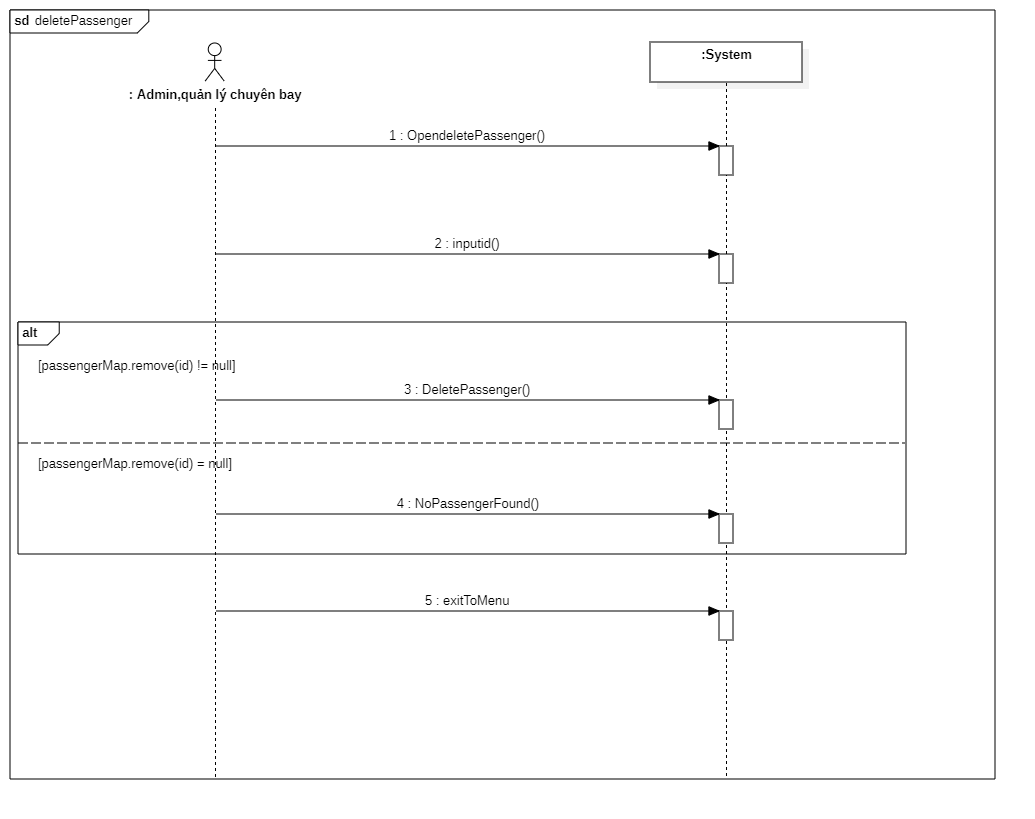 sd deletePassenger
: Admin,quản lý chuyên bay
:System
1 : OpendeletePassenger()
2 : inputid()
alt
[passengerMap.remove(id) != null]
3 : DeletePassenger()
[passengerMap.remove(id) = null]
4 : NoPassengerFound()
5 : exitToMenu